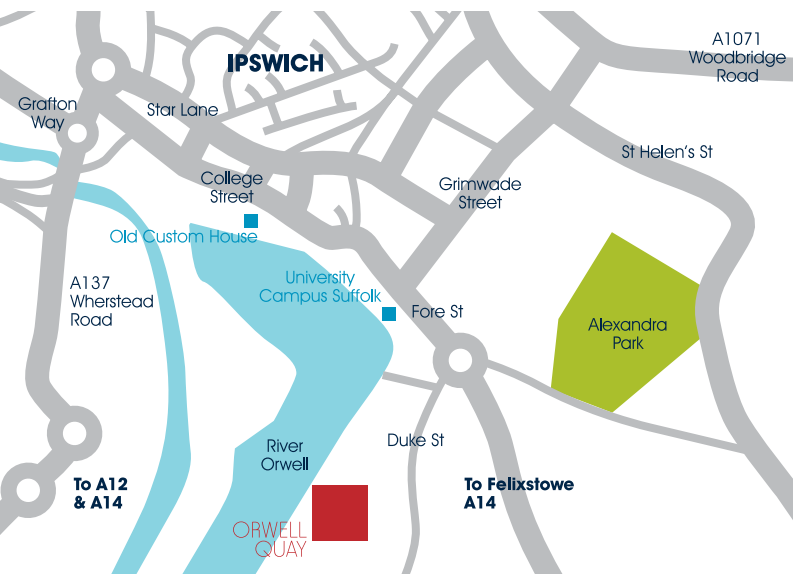 IPSWICH
A1071
Woodbridge
Road
Grafton
Way
Star Lane
St Helen's St
College
Street
Grimwade
Street
Old Custom House
University
Campus Suffolk
A137
Wherstead
Road
Fore St
Alexandra
Park
River
Orwell
Duke St
To A12
& A14
To Felixstowe
A14
ORWELL
QUAY